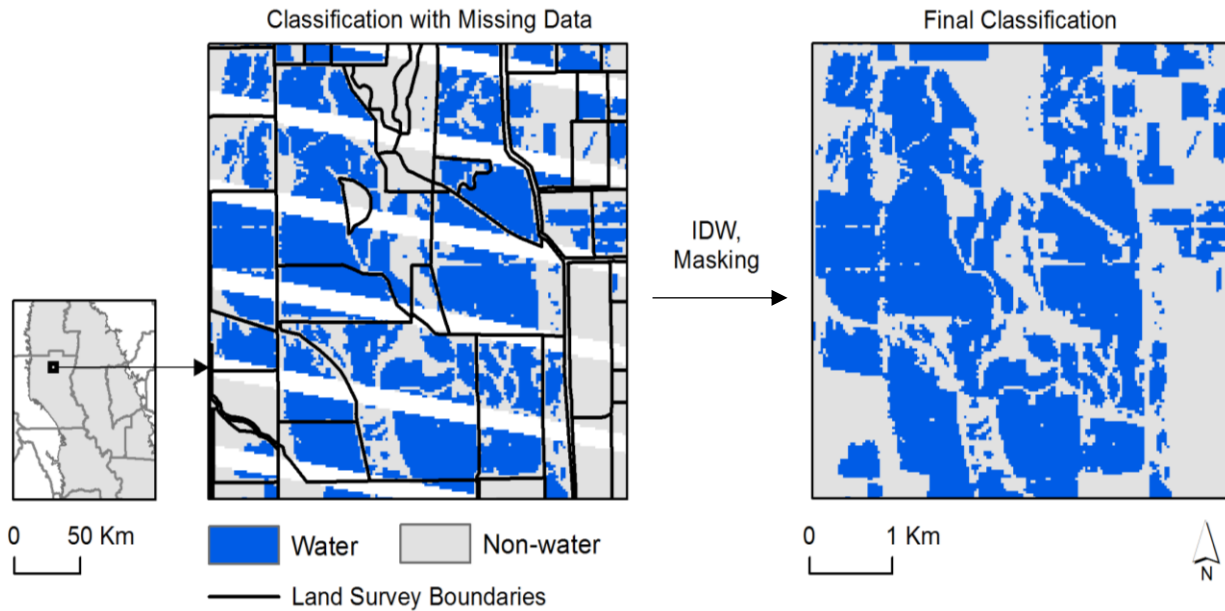 Classification with Missing Data
Final Classification
IDW,
Masking
0 50 Km
Water
Non-water
Land Survey Boundaries
0 1 Km
N